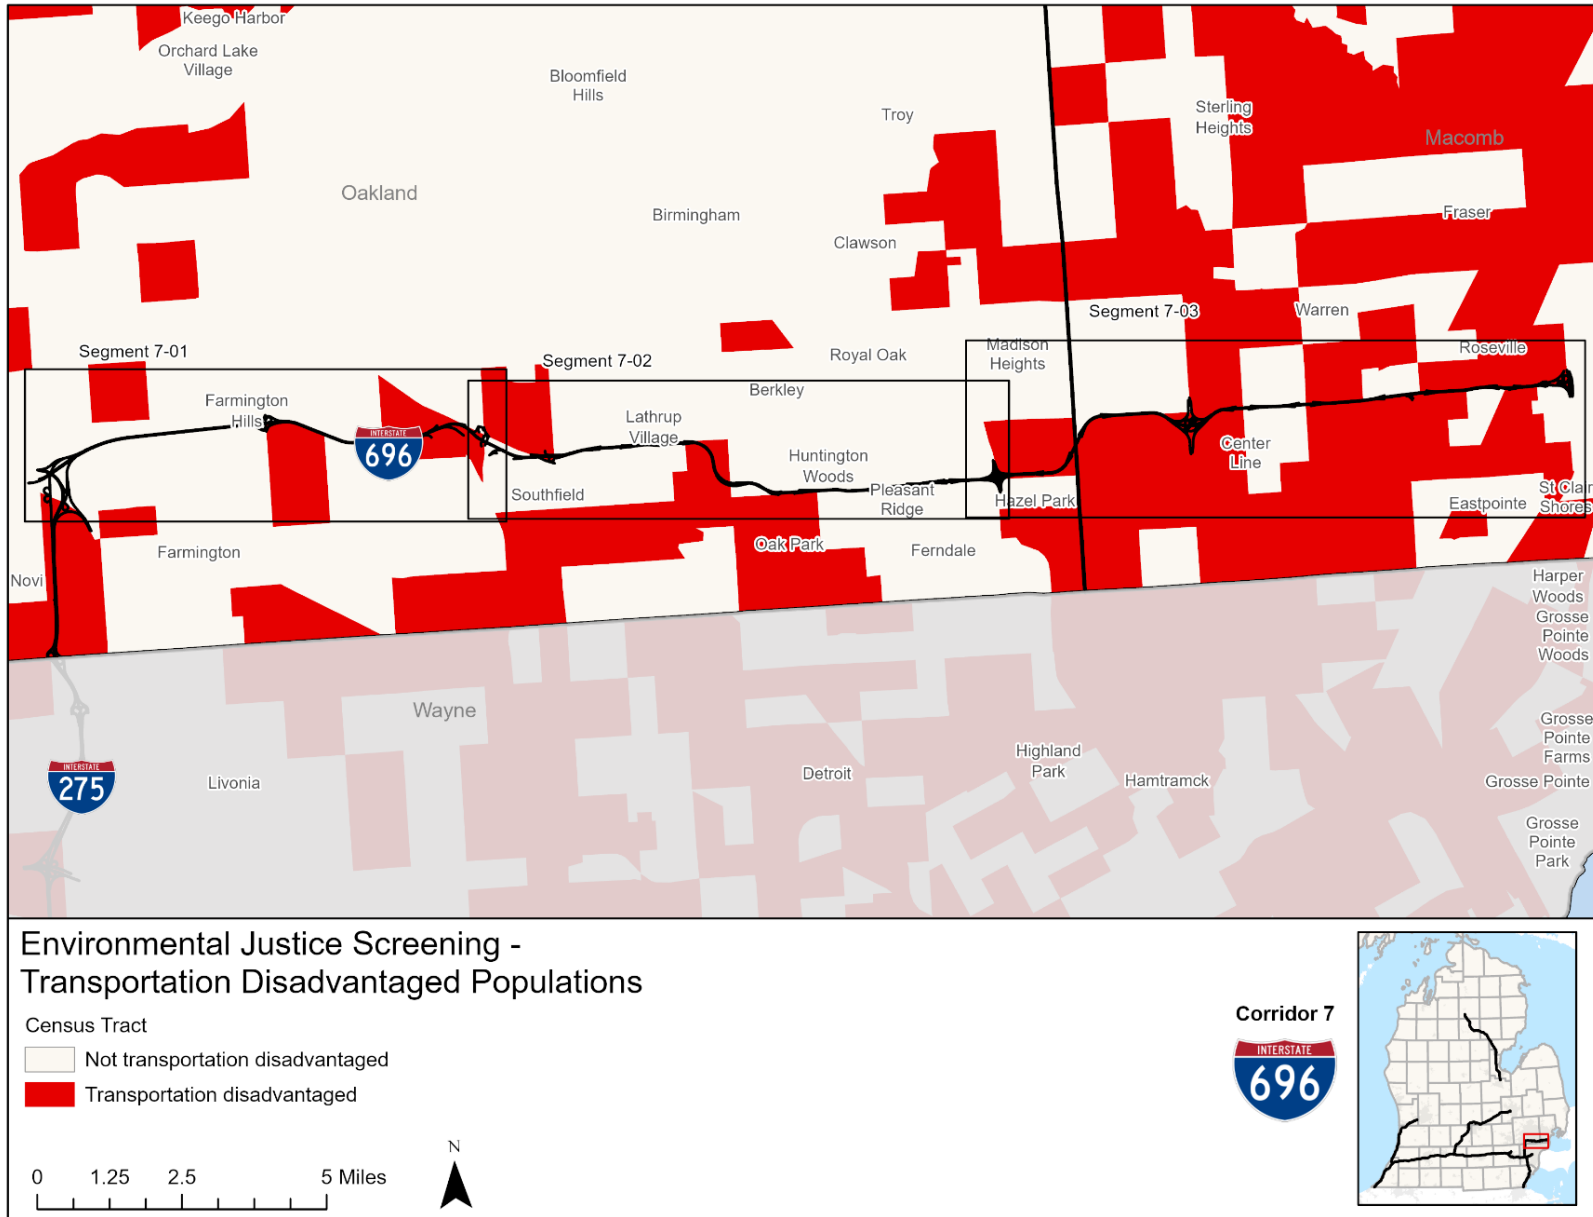 Keego Harbor
Orchard Lake
Village
Bloomfield
Hills
Troy
Sterling
Heights
Macomb
Oakland
Birmingham
Fraser
Clawson
Segment 7-03
Warren
Segment 7-01
Segment 7-02
Royal Oak
Madison
Heights
Roseville
Berkley
Farmington
Hills
Lathrup
Village
INTERSTATE
696
Huntington
Woods
Center
Line
Southfield
Pleasant
Ridge
Hazel Park
Eastpointe
St Clair
Shores
Farmington
Oak Park
Ferndale
Novi
Harper
Woods
Grosse
Pointe
Woods
Wayne
Grosse
Pointe
Farms
Highland
Park
INTERSTATE
275
Livonia
Detroit
Hamtramck
Grosse Pointe
Grosse
Pointe
Park
Environmental Justice Screening -
Transportation Disadvantaged Populations
Census Tract
Not transportation disadvantaged
Transportation disadvantaged
0 1.25 2.5 5 Miles
N
Corridor 7
INTERSTATE
696